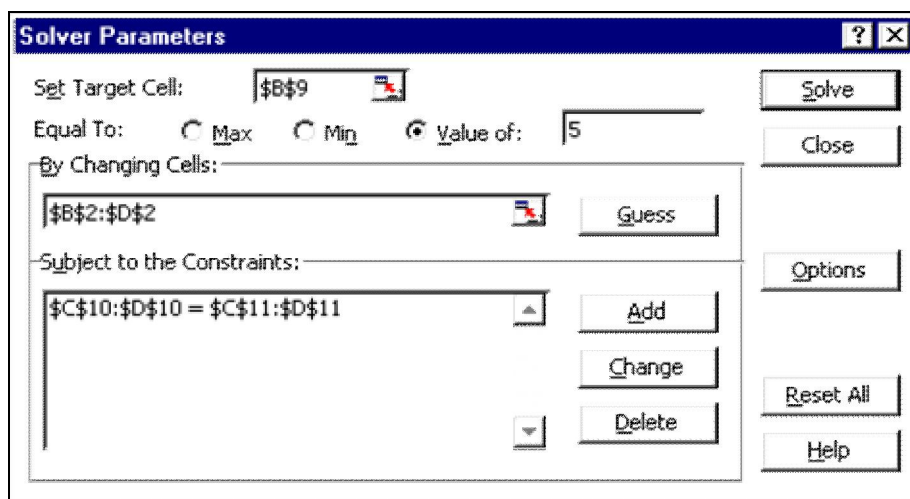 Solver Parameters
Set Target Cell: $B$9 Solve
Equal To: Max Min Value of: 5 Close
By Changing Cells:
$B$2:$D$2 Guess
Subject to the Constraints: Options
$C$10:$D$10 = $C$11:$D$11 Add
Change
Reset All
Delete
Help